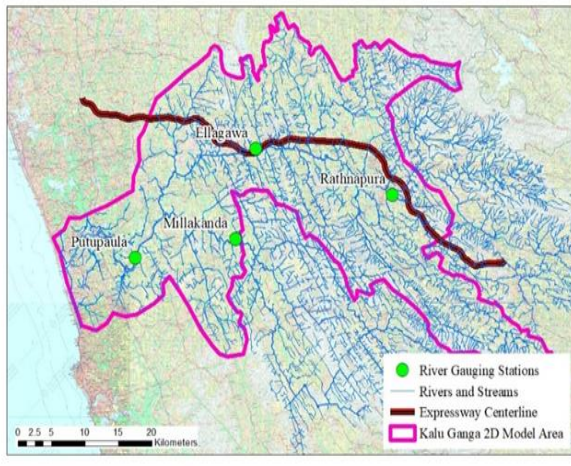 Ellagawa
Rathnapura
Millakanda
Putupaula
River Gauging Stations
Rivers and Streams
Expressway Centerline
Kalu Ganga 2D Model Area
0 2.5 5 10 15 20
Kilometers